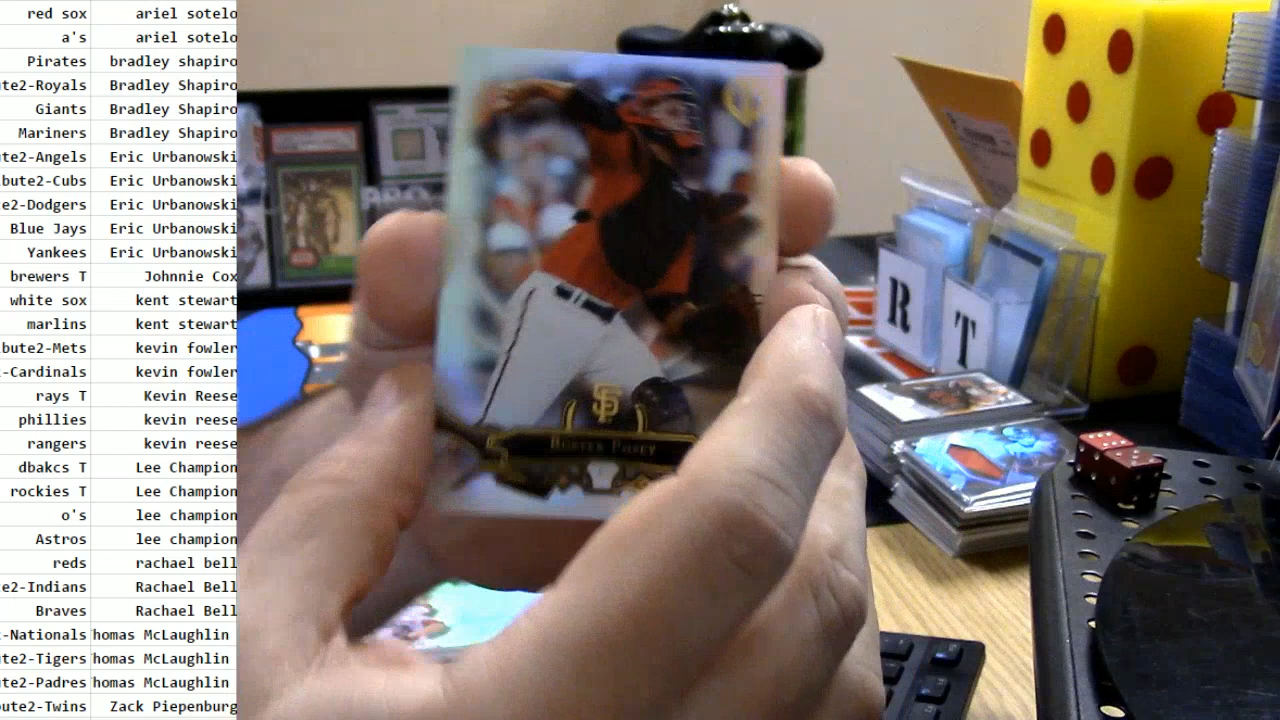 red sox ariel sotelo
a's ariel sotelo
Pirates bradley shapiro
ute2-Royals Bradley Shapiro
Giants Bradley Shapiro
Mariners Bradley Shapiro
ute2-Angels Eric Urbanowski
bute2-Cubs Eric Urbanowski
te2-Dodgers Eric Urbanowski
Blue Jays Eric Urbanowski
Yankees Eric Urbanowski
brewers T Johnnie Cox
white sox kent stewart
marlins kent stewart
bute2-Mets kevin fowler
-Cardinals kevin fowler
rays T Kevin Reese
phillies kevin reese
rangers kevin reese
dbakcs T Lee Champion
rockies T Lee Champion
o's lee champion
Astros lee champion
reds rachael bell
e2-Indians Rachael Bell
Braves Rachael Bell
-Nationals homas McLaughlin
ute2-Tigers homas McLaughlin
te2-Padres homas McLaughlin
ute2-Twins Zack Piepenburg
SF
Buster Posey
R
T